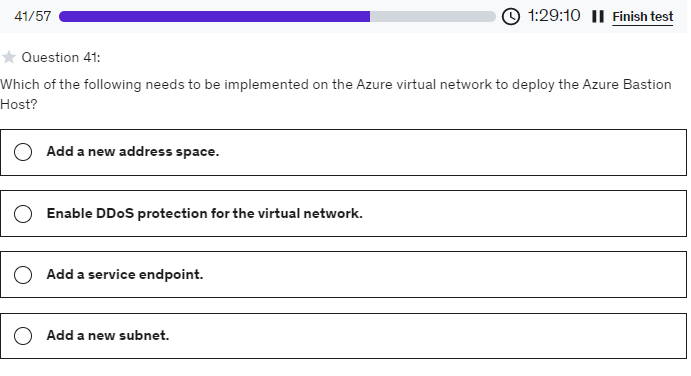 41/57 1:29:10 Finish test
Question 41:
Which of the following needs to be implemented on the Azure virtual network to deploy the Azure Bastion
Host?
Add a new address space.
Enable DDoS protection for the virtual network.
Add a service endpoint.
Add a new subnet.